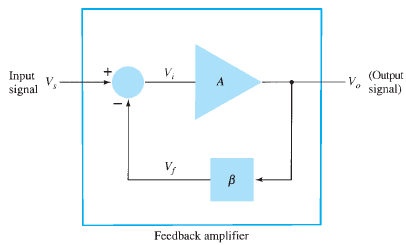 Input signal V_s
+
−
V_i
A
V_o (Output signal)
V_f
β
Feedback amplifier